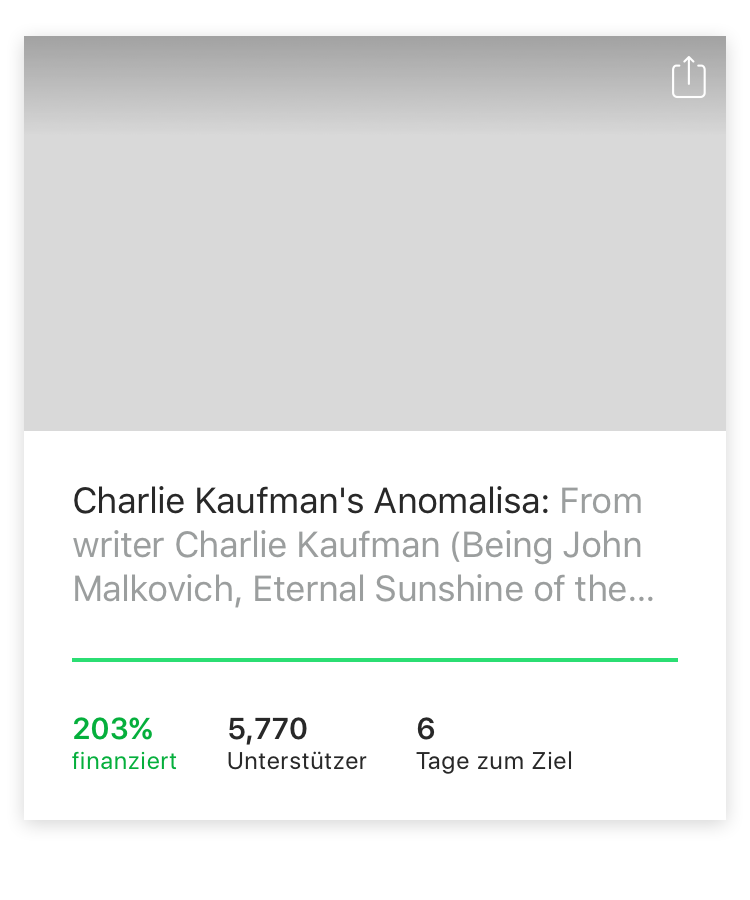 Charlie Kaufman's Anomalisa: From
writer Charlie Kaufman (Being John
Malkovich, Eternal Sunshine of the...
203% 5,770 6
finanziert Unterstützer Tage zum Ziel